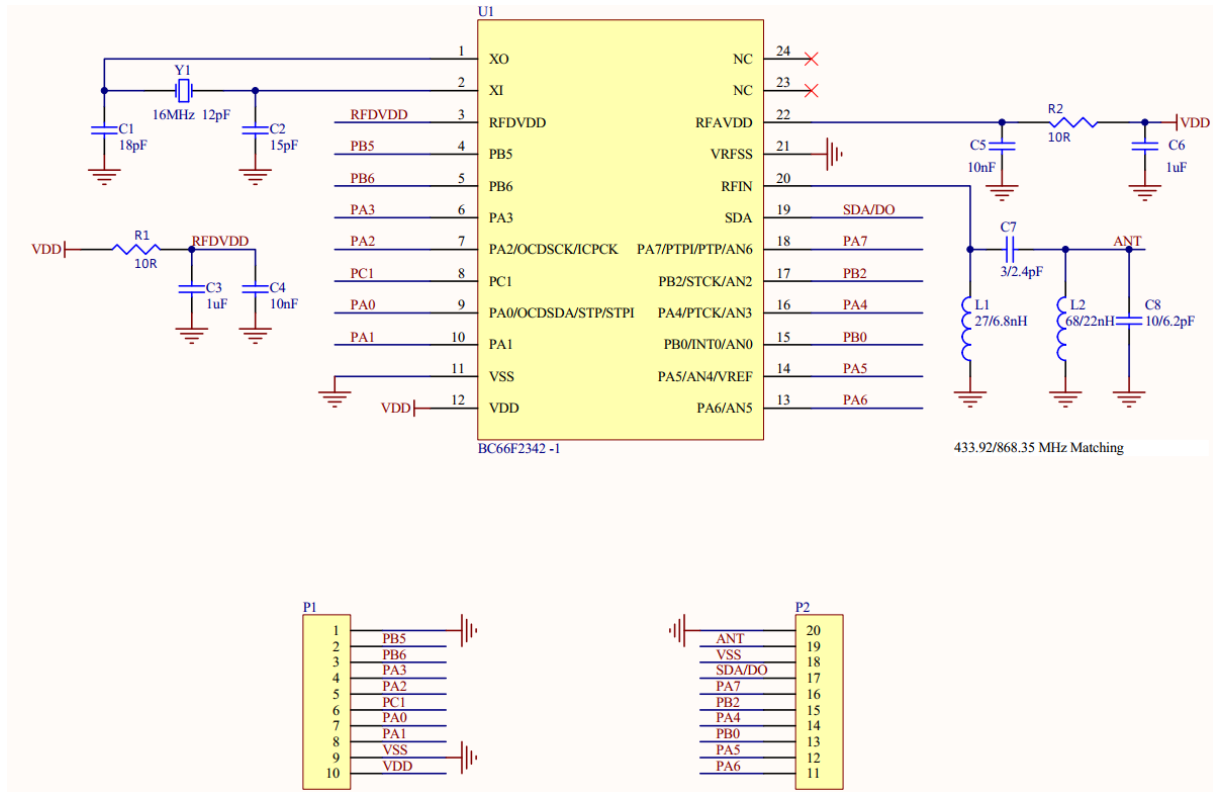 U1
1 XO
2 XI
3 RFDVDD
4 PB5
5 PB6
6 PA3
7 PA2/OCDSCK/ICPCK
8 PC1
9 PA0/OCDSDA/STP/STPI
10 PA1
11 VSS
12 VDD
NC 24
NC 23
RFAVDD 22
VRFSS 21
RFIN 20
SDA 19
PA7/PTPI/PTP/AN6 18
PB2/STCK/AN2 17
PA4/PTCK/AN3 16
PB0/INT0/AN0 15
PA5/AN4/VREF 14
PA6/AN5 13
BC66F2342 -1
Y1
16MHz 12pF
C1
18pF
C2
15pF
RFDVDD
PB5
PB6
PA3
PA2
PC1
PA0
PA1
VDD
VDD
R1
10R
RFDVDD
C3
1uF
C4
10nF
R2
10R
VDD
C5
10nF
C6
1uF
SDA/DO
PA7
PB2
PA4
PB0
PA5
PA6
C7
3/2.4pF
ANT
L1
27/6.8nH
L2
68/22nH
C8
10/6.2pF
433.92/868.35 MHz Matching
P1
1
2 PB5
3 PB6
4 PA3
5 PA2
6 PC1
7 PA0
8 PA1
9 VSS
10 VDD
P2
20
ANT 19
VSS 18
SDA/DO 17
PA7 16
PB2 15
PA4 14
PB0 13
PA5 12
PA6 11